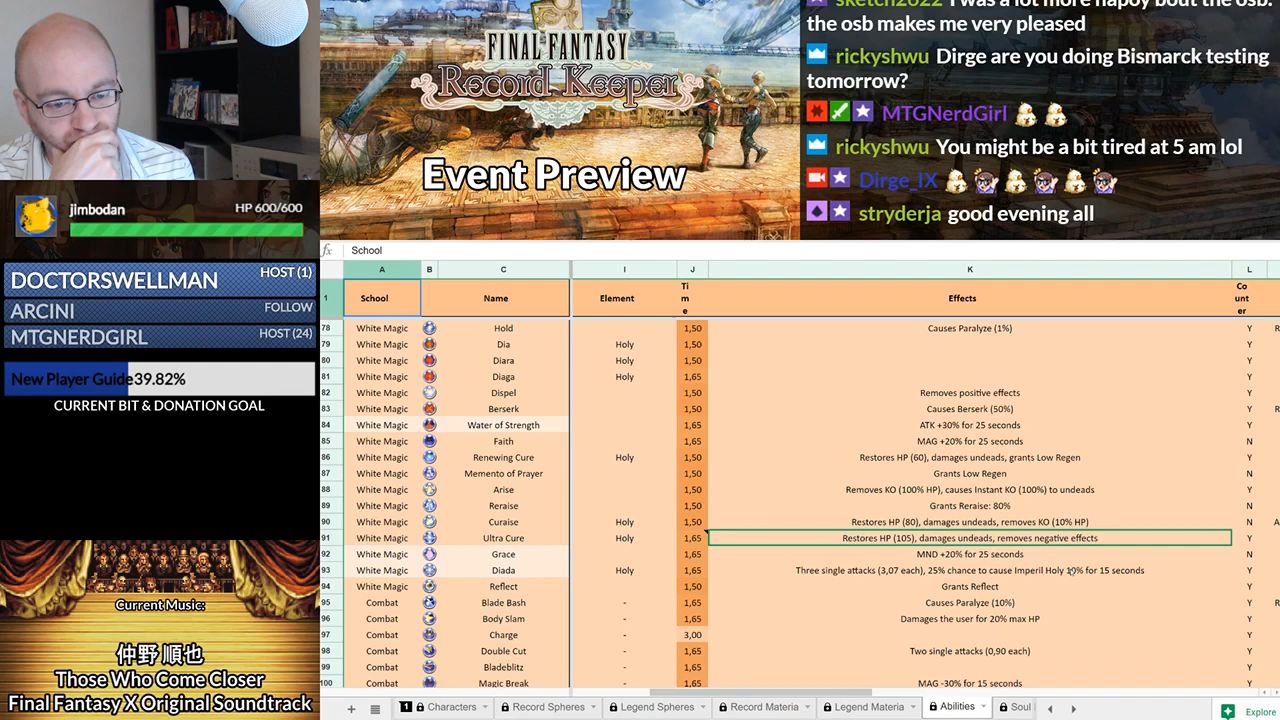 FINAL FANTASY
Record Keeper
Event Preview
the osb makes me very pleased
rickyshwu Dirge are you doing Bismarck testing
tomorrow?
MTGNerdGirl
rickyshwu You might be a bit tired at 5 am lol
Dirge_IX
stryderja good evening all
jimbodan HP 600/600
DOCTORSWELLMAN HOST (1)
ARCINI FOLLOW
MTGNERDGIRL HOST (24)
New Player Guide39.82%
CURRENT BIT & DONATION GOAL
Current Music:
仲野 順也
Those Who Come Closer
Final Fantasy X Original Soundtrack
fx School
A B C I J K L
1 School Name Element Ti Effects Co
m unt
e er
78 White Magic Hold 1,50 Causes Paralyze (1%) Y R
79 White Magic Dia Holy 1,50 Y
80 White Magic Diara Holy 1,50 Y
81 White Magic Diaga Holy 1,65 Y
82 White Magic Dispel 1,50 Removes positive effects Y
83 White Magic Berserk 1,50 Causes Berserk (50%) Y R
84 White Magic Water of Strength 1,65 ATK +30% for 25 seconds Y
85 White Magic Faith 1,65 MAG +20% for 25 seconds N
86 White Magic Renewing Cure Holy 1,65 Restores HP (60), damages undeads, grants Low Regen Y
87 White Magic Memento of Prayer 1,50 Grants Low Regen N
88 White Magic Arise 1,50 Removes KO (100% HP), causes Instant KO (100%) to undeads Y
89 White Magic Reraise 1,50 Grants Reraise: 80% N
90 White Magic Curaise Holy 1,50 Restores HP (80), damages undeads, removes KO (10% HP) N A
91 White Magic Ultra Cure Holy 1,65 Restores HP (105), damages undeads, removes negative effects Y
92 White Magic Grace 1,65 MND +20% for 25 seconds N
93 White Magic Diada Holy 1,65 Three single attacks (3,07 each), 25% chance to cause Imperil Holy 10% for 15 seconds Y
94 White Magic Reflect 1,50 Grants Reflect Y
95 Combat Blade Bash - 1,65 Causes Paralyze (10%) Y R
96 Combat Body Slam - 1,65 Damages the user for 20% max HP Y
97 Combat Charge - 3,00 Y
98 Combat Double Cut - 1,65 Two single attacks (0,90 each) Y
99 Combat Bladeblitz - 1,65 Y
100 Combat Magic Break - 1,65 MAG -30% for 15 seconds Y
+ 1 Characters Record Spheres Legend Spheres Record Materia Legend Materia Abilities Soul Explore